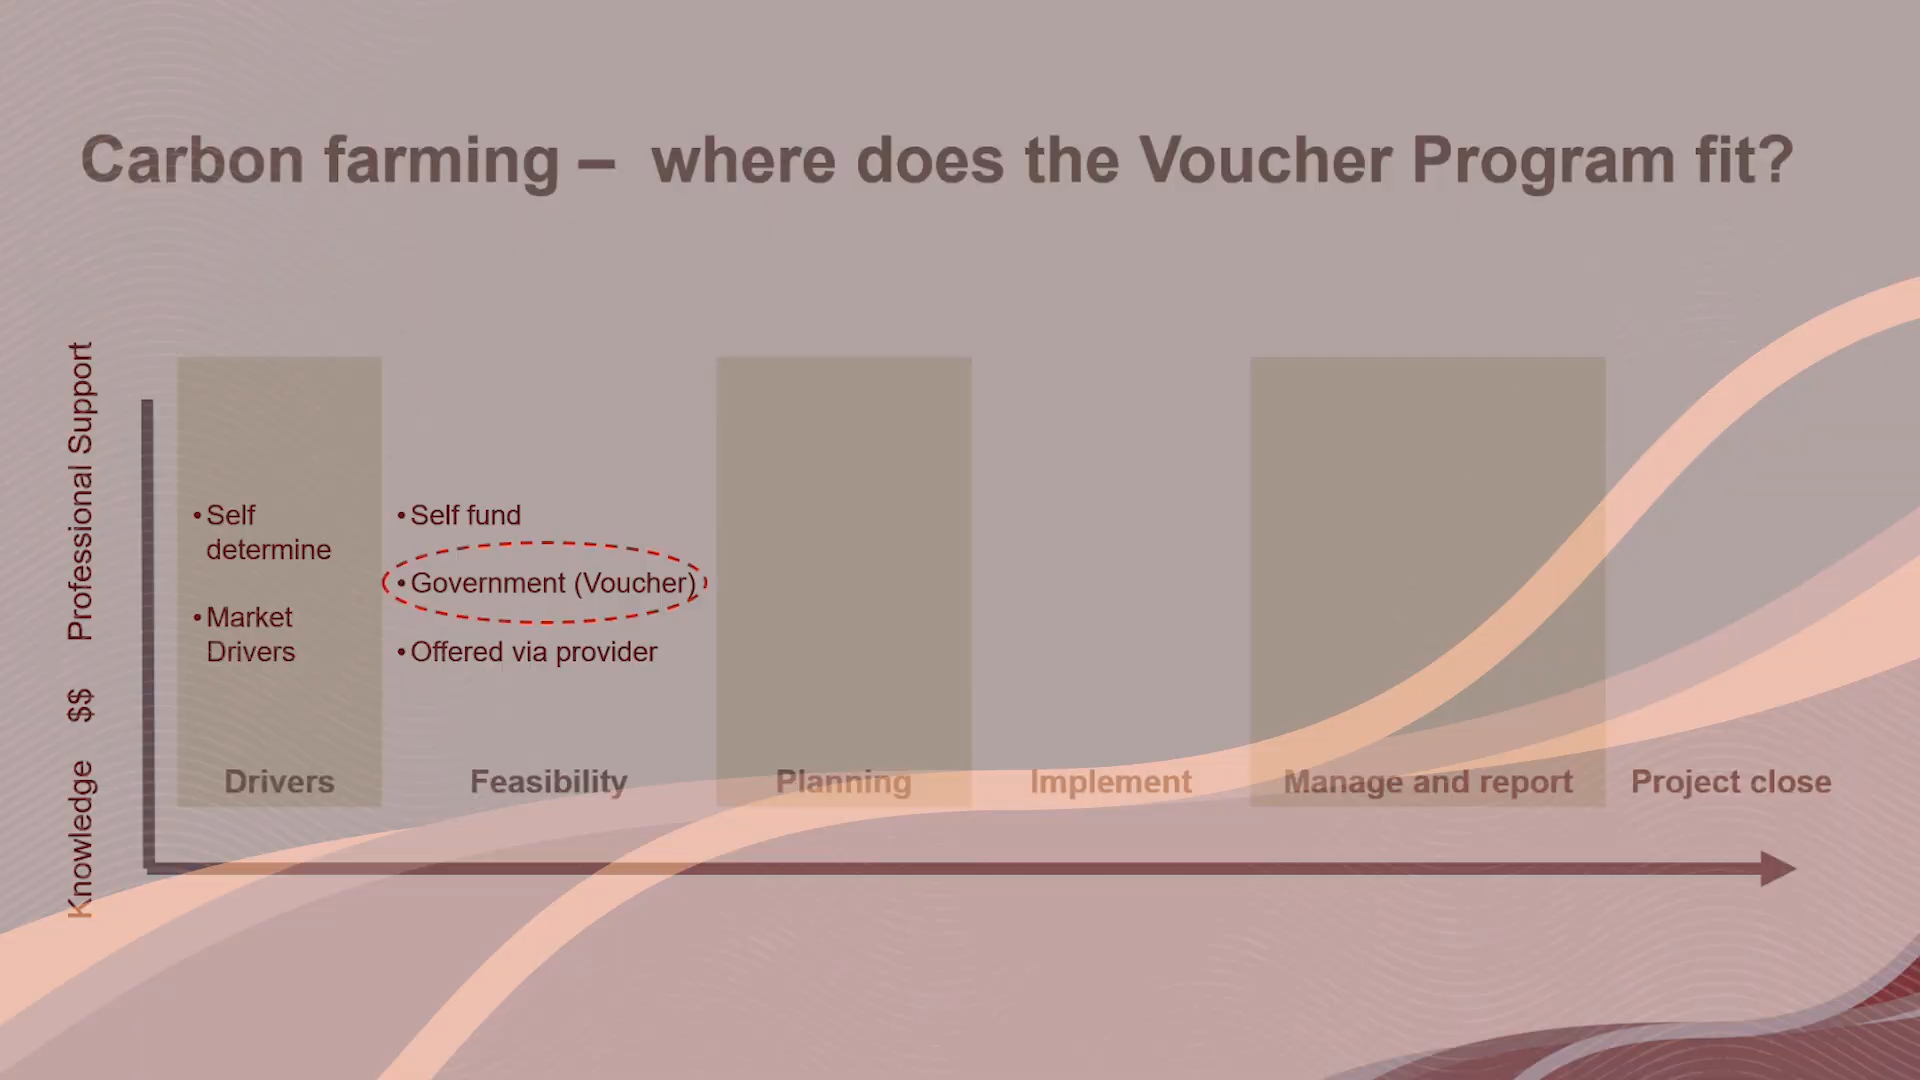 Carbon farming – where does the Voucher Program fit?
Knowledge $$ Professional Support
• Self
determine
• Market
Drivers
• Self fund
• Government (Voucher)
• Offered via provider
Drivers
Feasibility
Planning
Implement
Manage and report
Project close